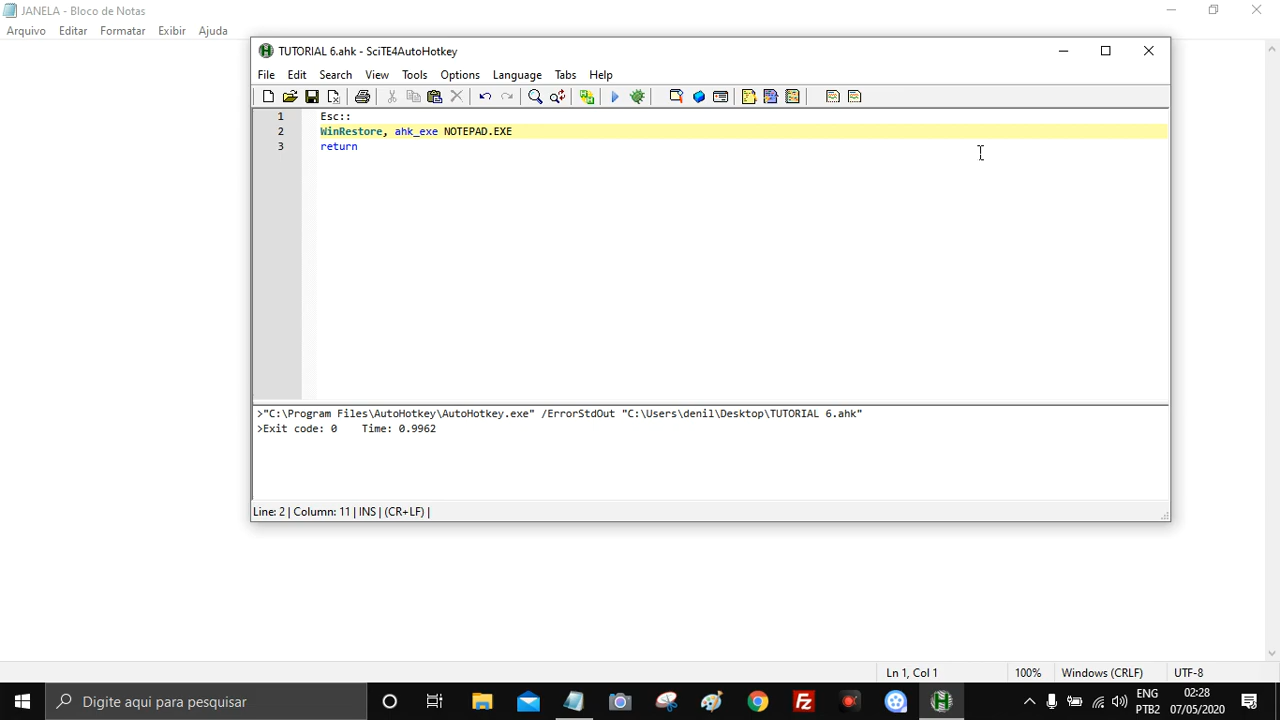 JANELA - Bloco de Notas
Arquivo Editar Formatar Exibir Ajuda
TUTORIAL 6.ahk - SciTE4AutoHotkey
File Edit Search View Tools Options Language Tabs Help
1 Esc::
2 WinRestore, ahk_exe NOTEPAD.EXE
3 return
>"C:\Program Files\AutoHotkey\AutoHotkey.exe" /ErrorStdOut "C:\Users\denil\Desktop\TUTORIAL 6.ahk"
>Exit code: 0 Time: 0.9962
Line: 2 | Column: 11 | INS | (CR+LF) |
Ln 1, Col 1 100% Windows (CRLF) UTF-8
Digite aqui para pesquisar
ENG 02:28
PTB2 07/05/2020